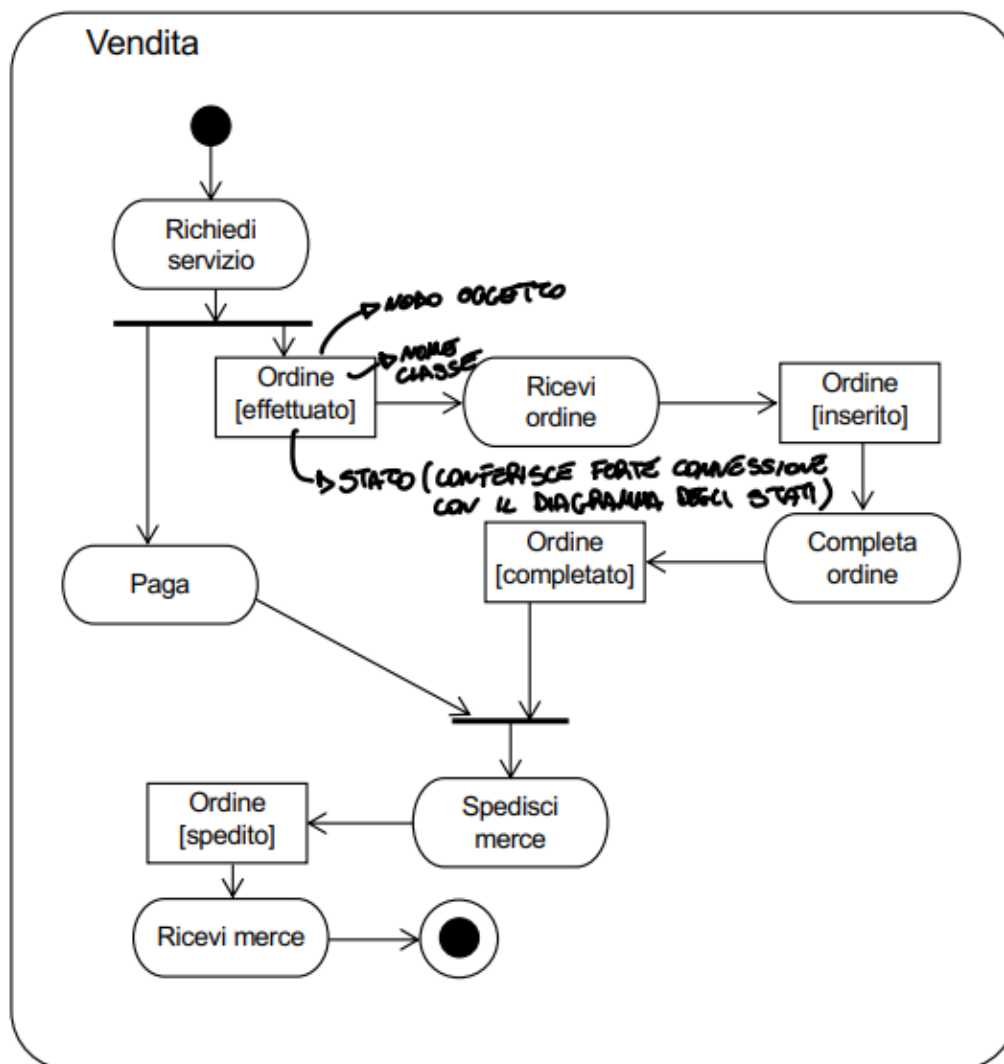 Vendita
Richiedi
servizio
NODO OGGETTO
NOME
CLASSE
Ordine
[effettuato]
Ricevi
ordine
Ordine
[inserito]
STATO (CONFERISCE FORTE CONNESSIONE
CON IL DIAGRAMMA DEGLI STATI)
Ordine
[completato]
Completa
ordine
Paga
Ordine
[spedito]
Spedisci
merce
Ricevi merce